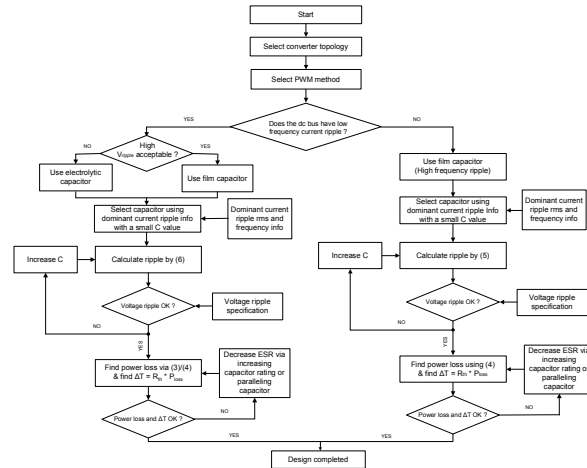 Start
Select converter topology
Select PWM method
Does the dc bus have low
frequency current ripple ?
YES
NO
High
Vripple acceptable ?
NO
YES
Use electrolytic
capacitor
Use film capacitor
Select capacitor using
dominant current ripple info
with a small C value
Dominant current
ripple rms and
frequency info
Increase C
Calculate ripple by (6)
Voltage ripple OK ?
Voltage ripple
specification
NO
YES
Find power loss via (3)/(4)
& find ΔT = Rth * Ploss
Decrease ESR via
increasing
capacitor rating or
paralleling
capacitor
Power loss and ΔT OK ?
NO
YES
Use film capacitor
(High frequency ripple)
Select capacitor using
dominant current ripple Info
with a small C value
Dominant current
ripple rms and
frequency info
Increase C
Calculate ripple by (5)
Voltage ripple OK ?
Voltage ripple
specification
NO
YES
Find power loss using (4)
& find ΔT = Rth * Ploss
Decrease ESR via
increasing
capacitor rating or
paralleling
capacitor
Power loss and ΔT OK ?
NO
YES
Design completed